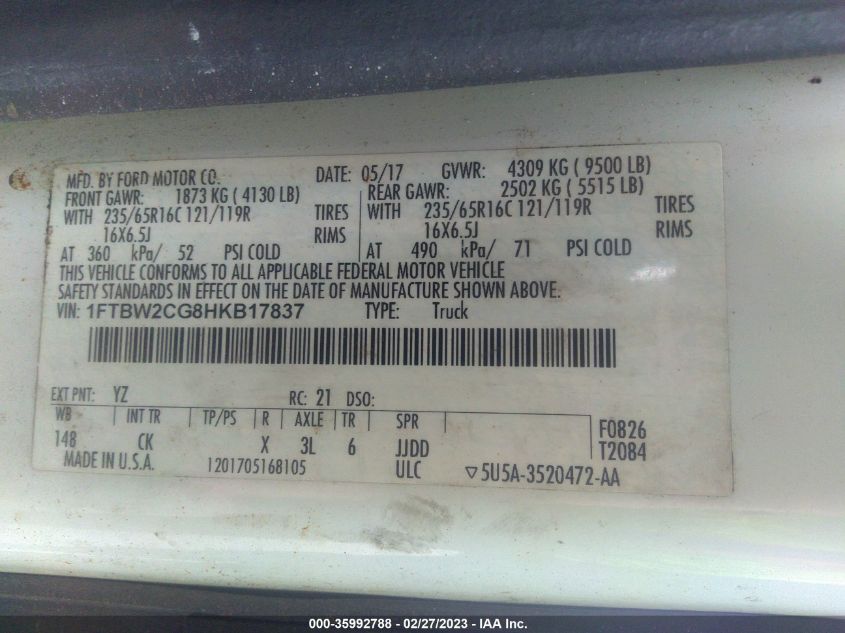 MFD. BY FORD MOTOR CO. DATE: 05/17 GVWR: 4309 KG ( 9500 LB)
FRONT GAWR: 1873 KG ( 4130 LB) REAR GAWR: 2502 KG ( 5515 LB)
WITH 235/65R16C 121/119R TIRES WITH 235/65R16C 121/119R TIRES
16X6.5J RIMS 16X6.5J RIMS
AT 360 kPa/ 52 PSI COLD AT 490 kPa/ 71 PSI COLD
THIS VEHICLE CONFORMS TO ALL APPLICABLE FEDERAL MOTOR VEHICLE
SAFETY STANDARDS IN EFFECT ON THE DATE OF MANUFACTURE SHOWN ABOVE.
VIN: 1FTBW2CG8HKB17837 TYPE: Truck
EXT PNT: YZ RC: 21 DSO:
WB INT TR TP/PS R AXLE TR SPR F0826
148 CK X 3L 6 JJDD T2084
MADE IN U.S.A. 1201705168105 ULC ▽5U5A-3520472-AA
000-35992788 - 02/27/2023 - IAA Inc.